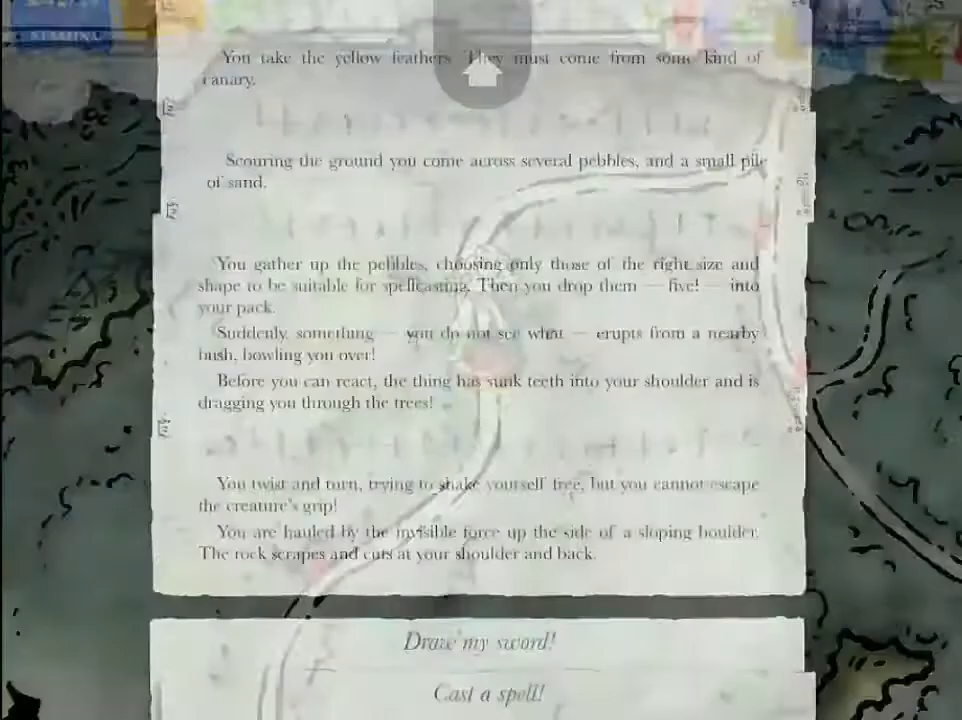 STAMINA
You take the yellow feathers. They must come from some kind of
canary.
Scouring the ground you come across several pebbles, and a small pile
of sand.
You gather up the pebbles, choosing only those of the right size and
shape to be suitable for spellcasting. Then you drop them — five! — into
your pack.
Suddenly, something — you do not see what — erupts from a nearby
bush, bowling you over!
Before you can react, the thing has sunk teeth into your shoulder and is
dragging you through the trees!
You twist and turn, trying to shake yourself free, but you cannot escape
the creature's grip!
You are hauled by the invisible force up the side of a sloping boulder.
The rock scrapes and cuts at your shoulder and back.
Draw my sword!
Cast a spell!